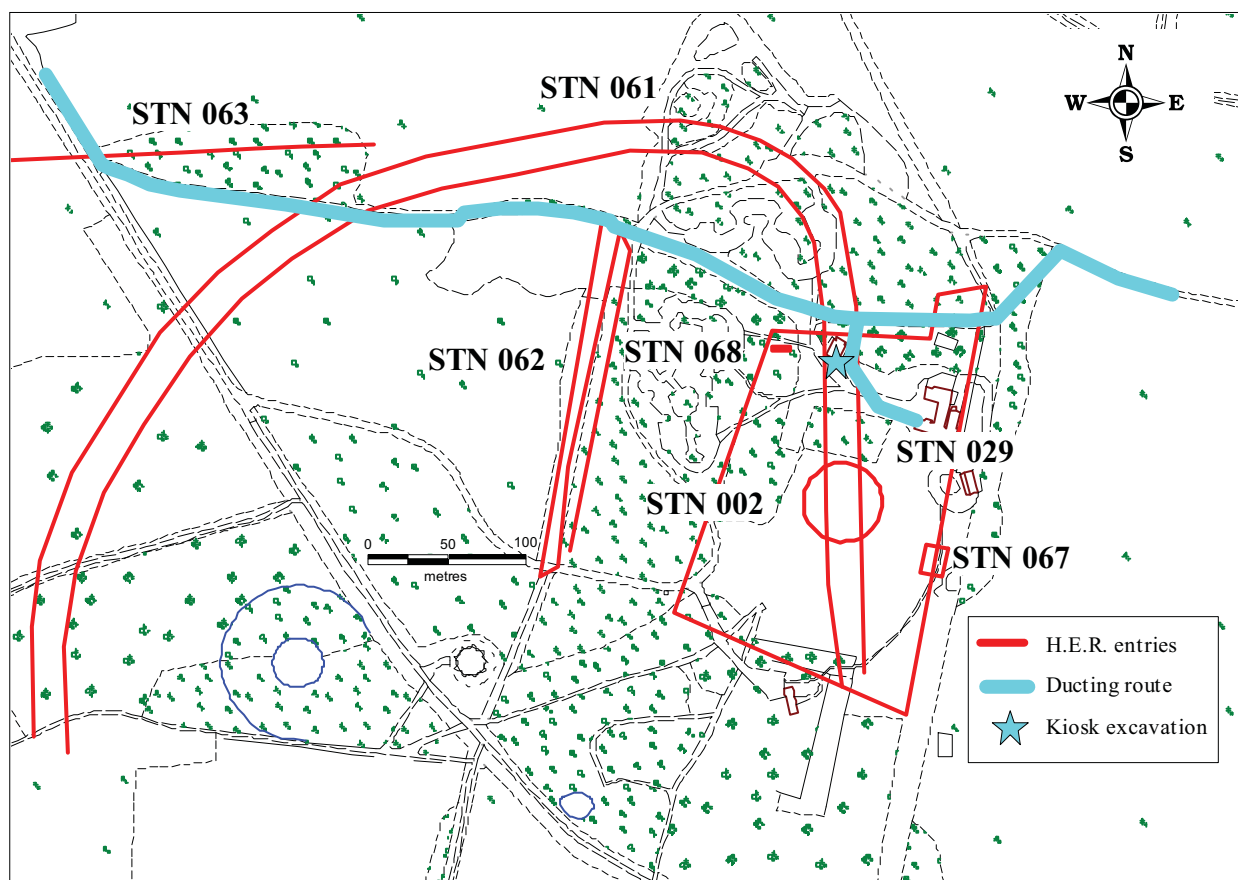 STN 061
STN 063
N
W E
S
STN 062
STN 068
STN 029
STN 002
STN 067
0 50 100
metres
H.E.R. entries
Ducting route
Kiosk excavation